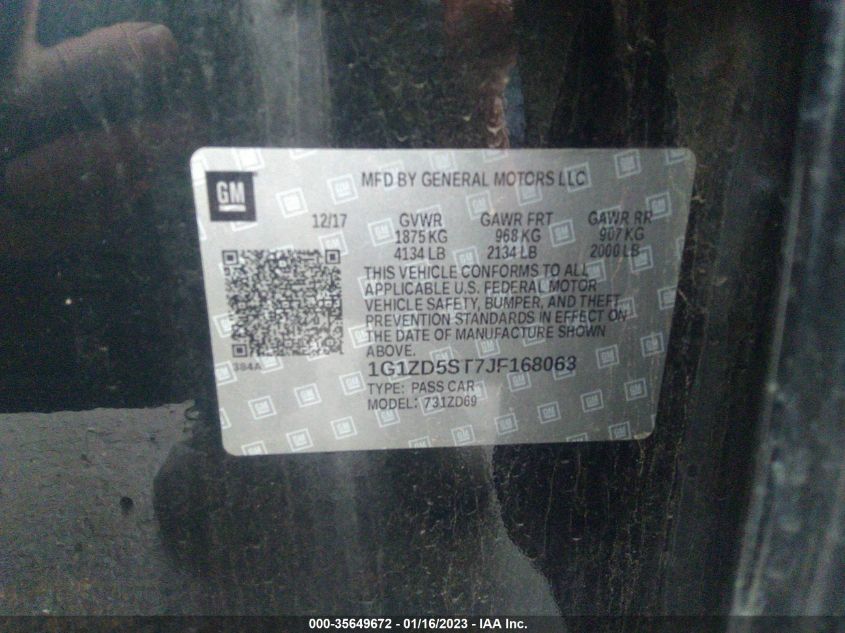 GM
MFD BY GENERAL MOTORS LLC
12/17 GVWR GAWR FRT GAWR RR
1875 KG 968 KG 907 KG
4134 LB 2134 LB 2000 LB
THIS VEHICLE CONFORMS TO ALL
APPLICABLE U.S. FEDERAL MOTOR
VEHICLE SAFETY, BUMPER, AND THEFT
PREVENTION STANDARDS IN EFFECT ON
THE DATE OF MANUFACTURE SHOWN
ABOVE.
384A
1G1ZD5ST7JF168063
TYPE: PASS CAR
MODEL: 731ZD69
000-35649672 - 01/16/2023 - IAA Inc.